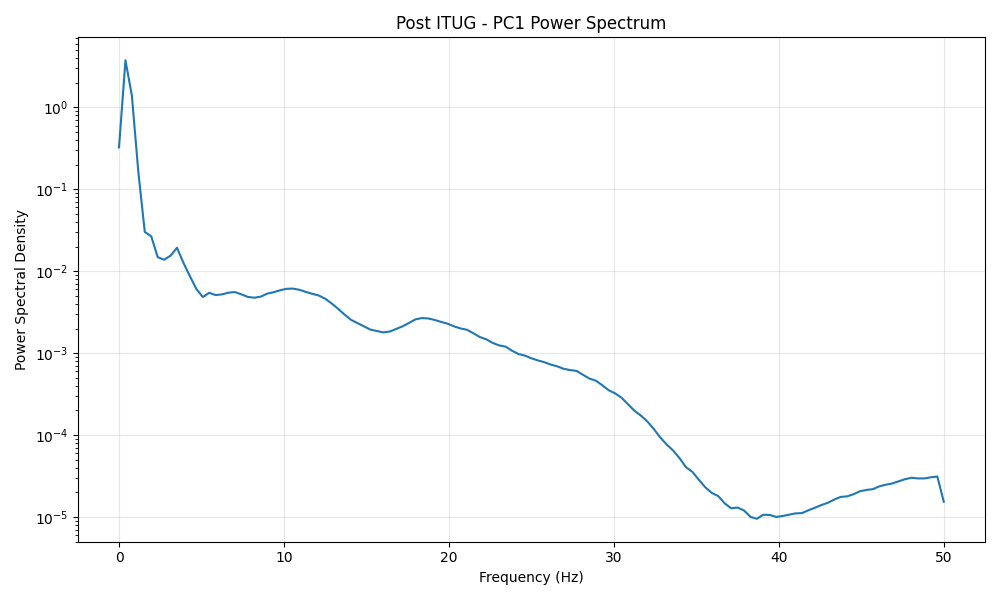 Post ITUG - PC1 Power Spectrum
Power Spectral Density
10⁰
10⁻¹
10⁻²
10⁻³
10⁻⁴
10⁻⁵
0 10 20 30 40 50
Frequency (Hz)